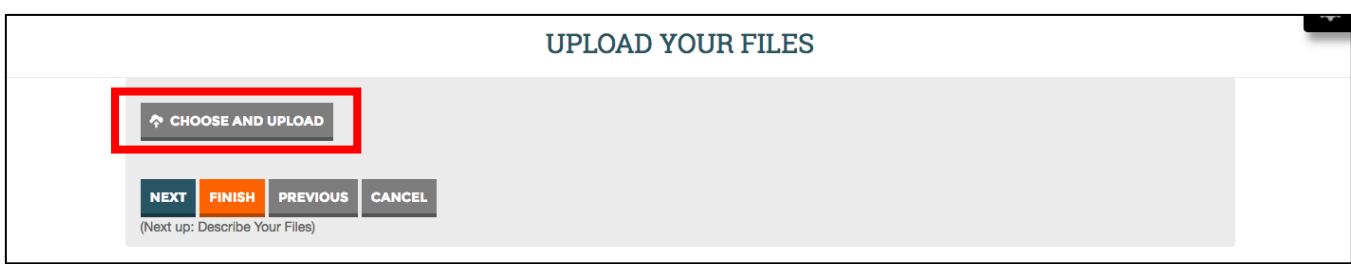 UPLOAD YOUR FILES
CHOOSE AND UPLOAD
NEXT FINISH PREVIOUS CANCEL
(Next up: Describe Your Files)